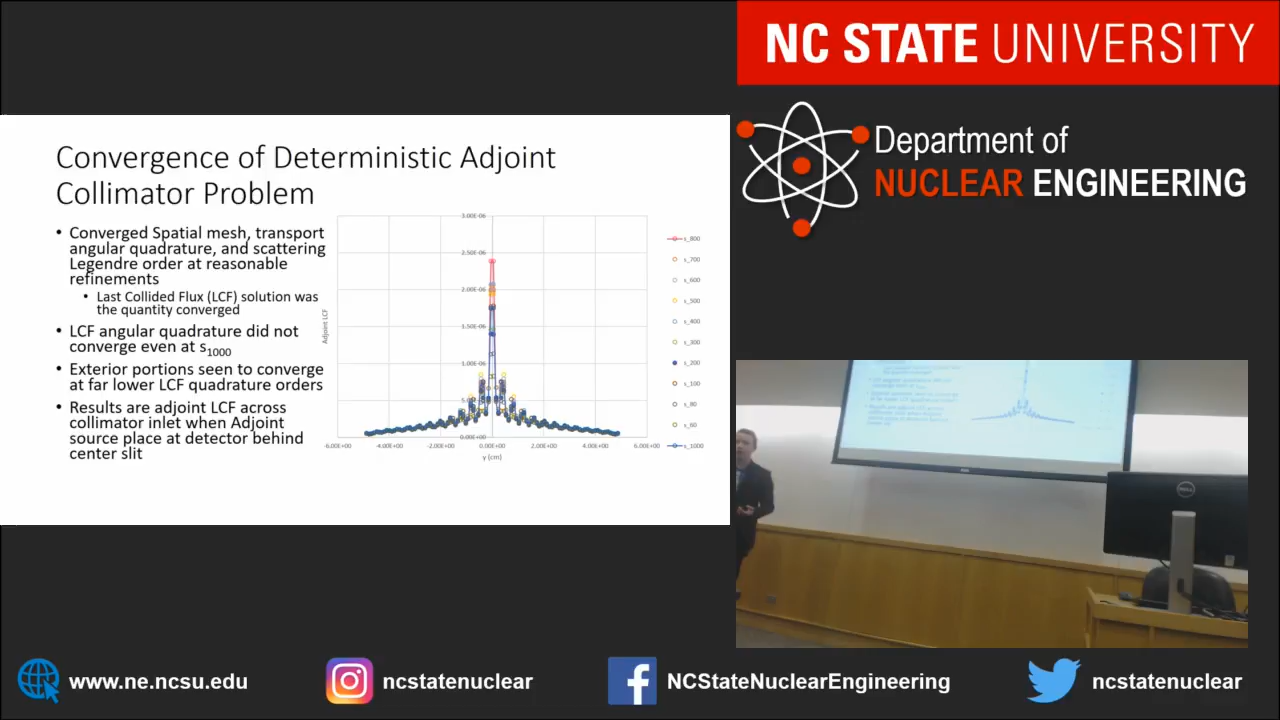 NC STATE UNIVERSITY
Department of
NUCLEAR ENGINEERING
Convergence of Deterministic Adjoint
Collimator Problem
• Converged Spatial mesh, transport
angular quadrature, and scattering
Legendre order at reasonable
refinements
• Last Collided Flux (LCF) solution was
the quantity converged
• LCF angular quadrature did not
converge even at s1000
• Exterior portions seen to converge
at far lower LCF quadrature orders
• Results are adjoint LCF across
collimator inlet when Adjoint
source place at detector behind
center slit
3.00E-06
2.50E-06
2.00E-06
1.50E-06
1.00E-06
5.00E-07
0.00E+00
Adjoint LCF
-6.00E+00
-4.00E+00
-2.00E+00
0.00E+00
2.00E+00
4.00E+00
6.00E+00
y (cm)
s_800
s_700
s_600
s_500
s_400
s_300
s_200
s_100
s_80
s_60
s_1000
DELL
www.ne.ncsu.edu
ncstatenuclear
NCStateNuclearEngineering
ncstatenuclear